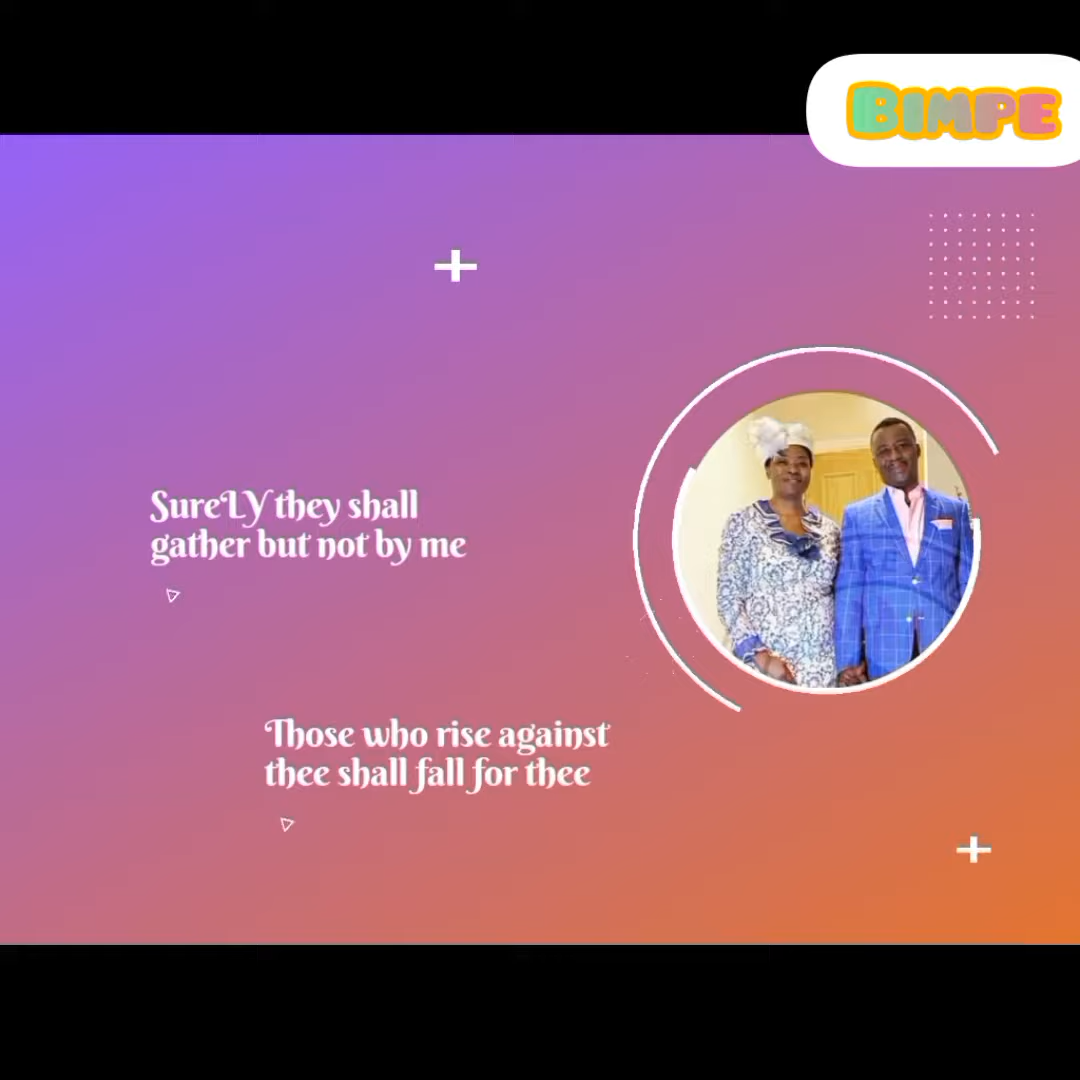 BIMPE
SureLY they shall
gather but not by me
Those who rise against
thee shall fall for thee